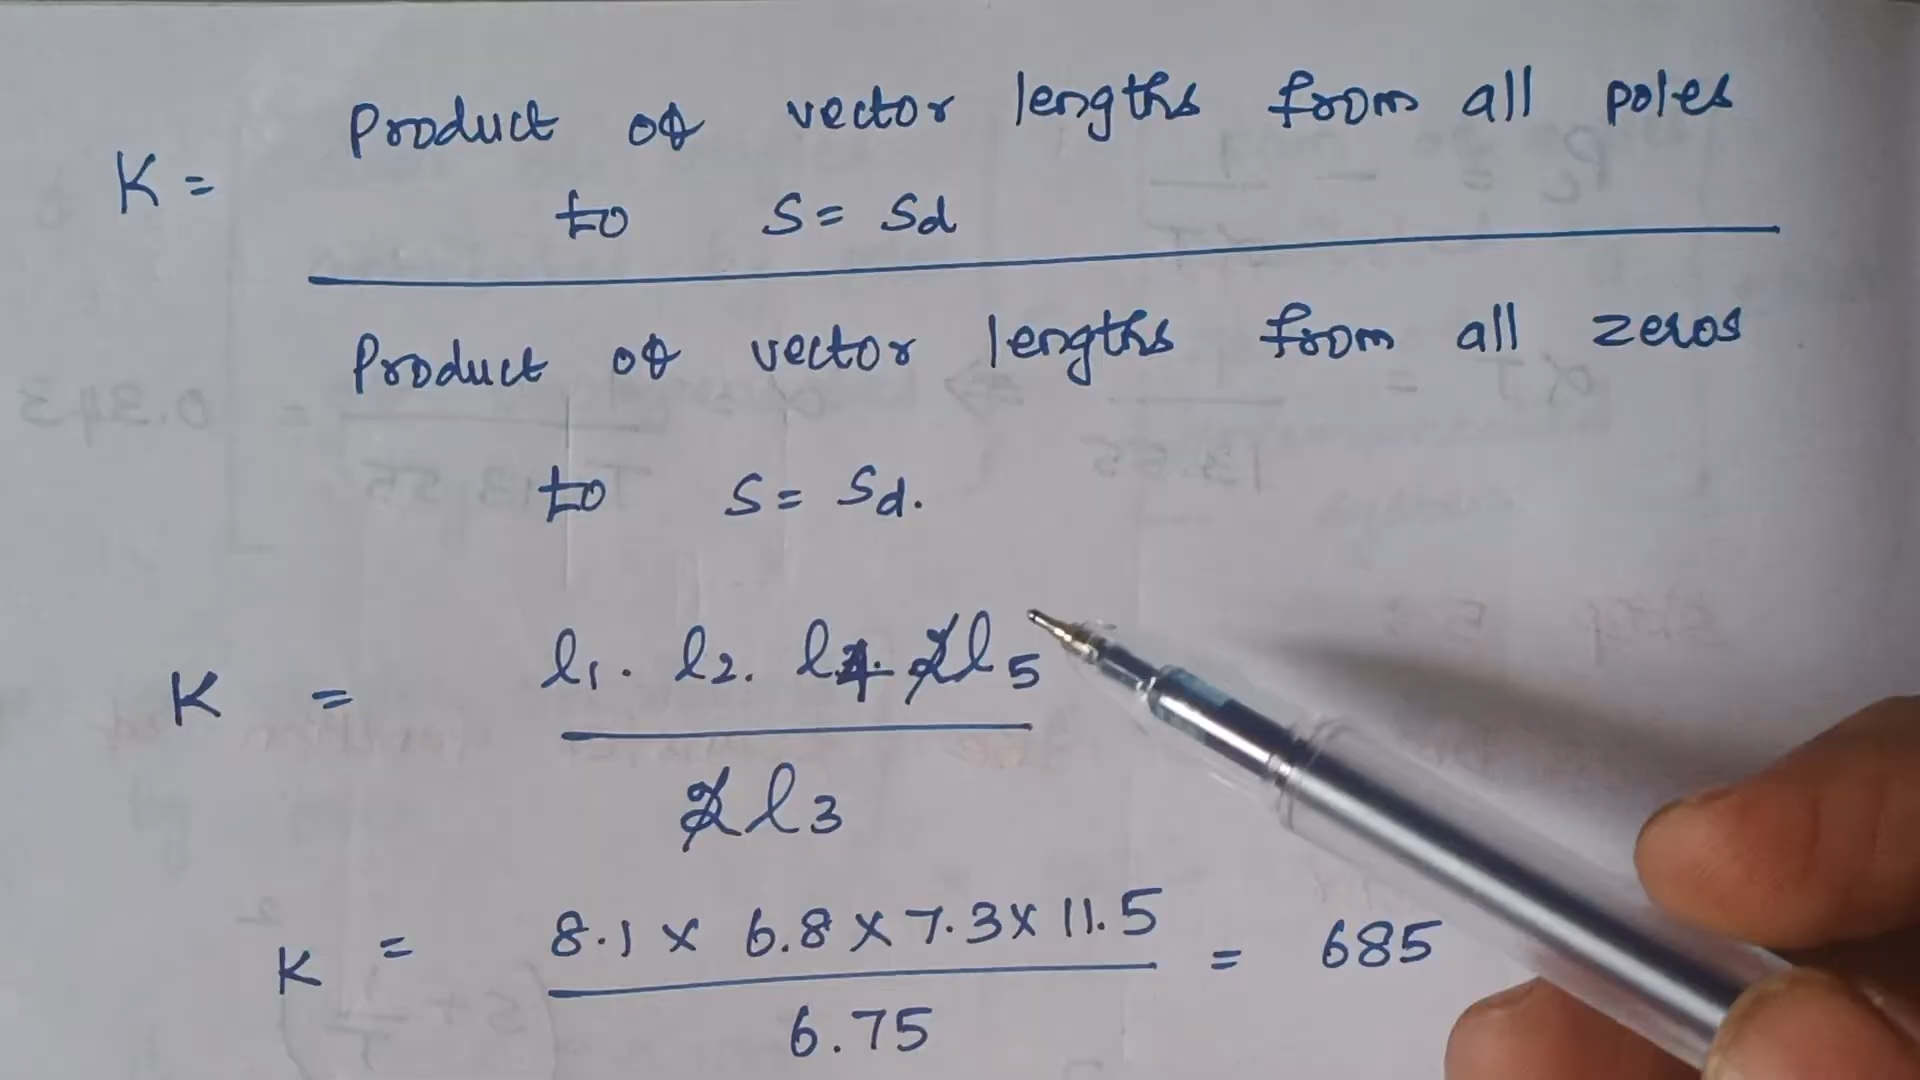 Product of vector lengths from all poles
K =
to s = sd
Product of vector lengths from all zeros
to s = sd.
K = l1. l2. l4. l5
l3
K = 8.1 x 6.8 x 7.3 x 11.5 = 685
6.75